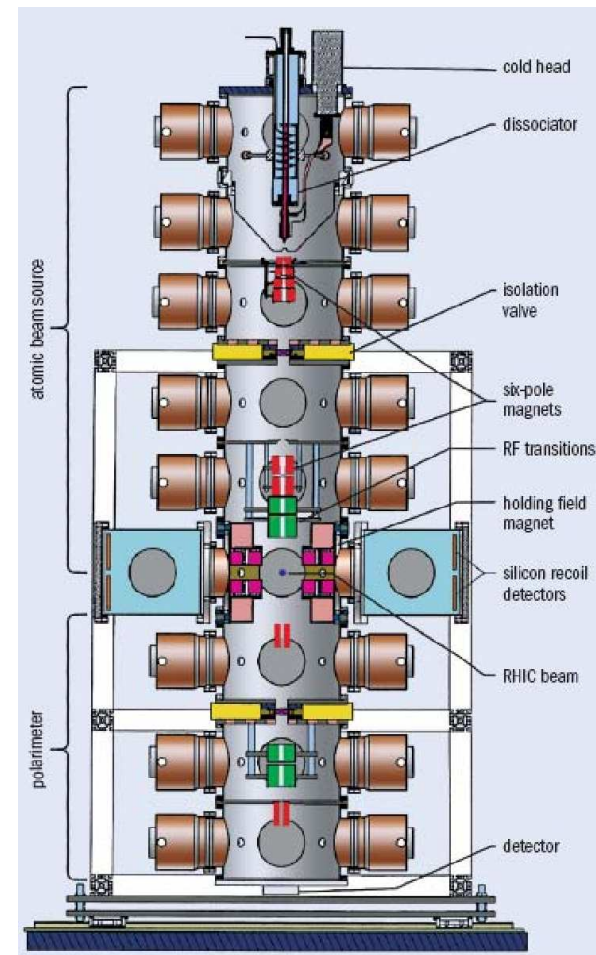 cold head
dissociator
isolation
valve
six-pole
magnets
RF transitions
holding field
magnet
silicon recoil
detectors
RHIC beam
detector
atomic beam source
polarimeter